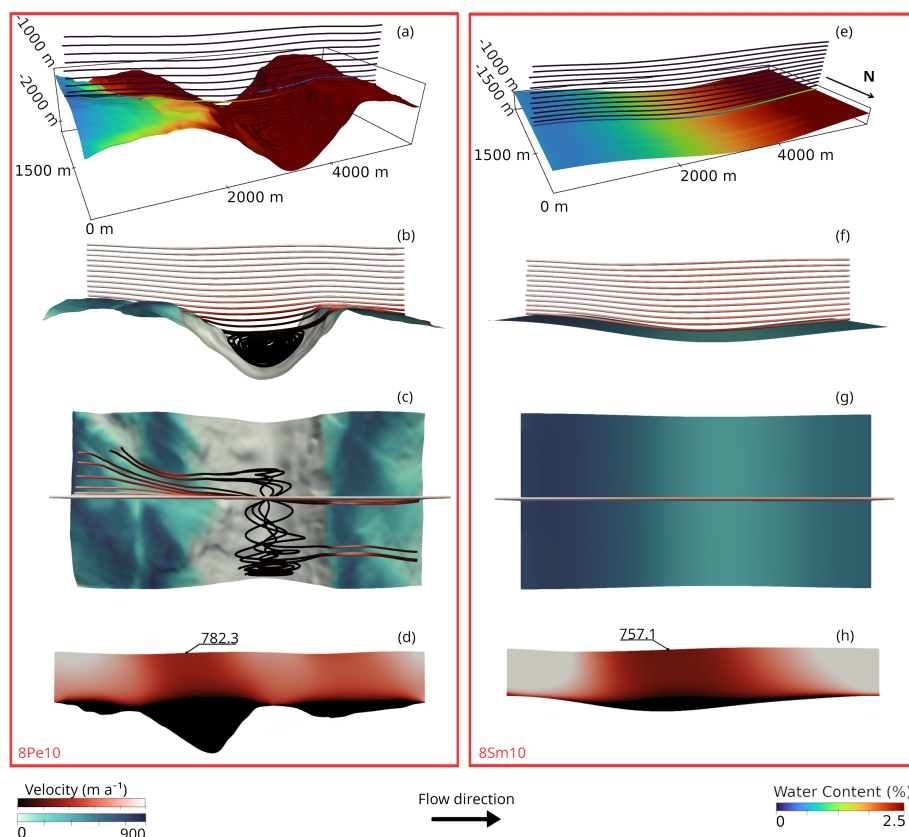 (a)
-1000 m
-2000 m
1500 m
0 m
2000 m
4000 m
(b)
(c)
782.3
(d)
8Pe10
(e)
-1000 m
-1500 m
N
1500 m
0 m
2000 m
4000 m
(f)
(g)
757.1
(h)
8Sm10
Velocity (m a⁻¹)
0 900
Flow direction
Water Content (%)
0 2.5